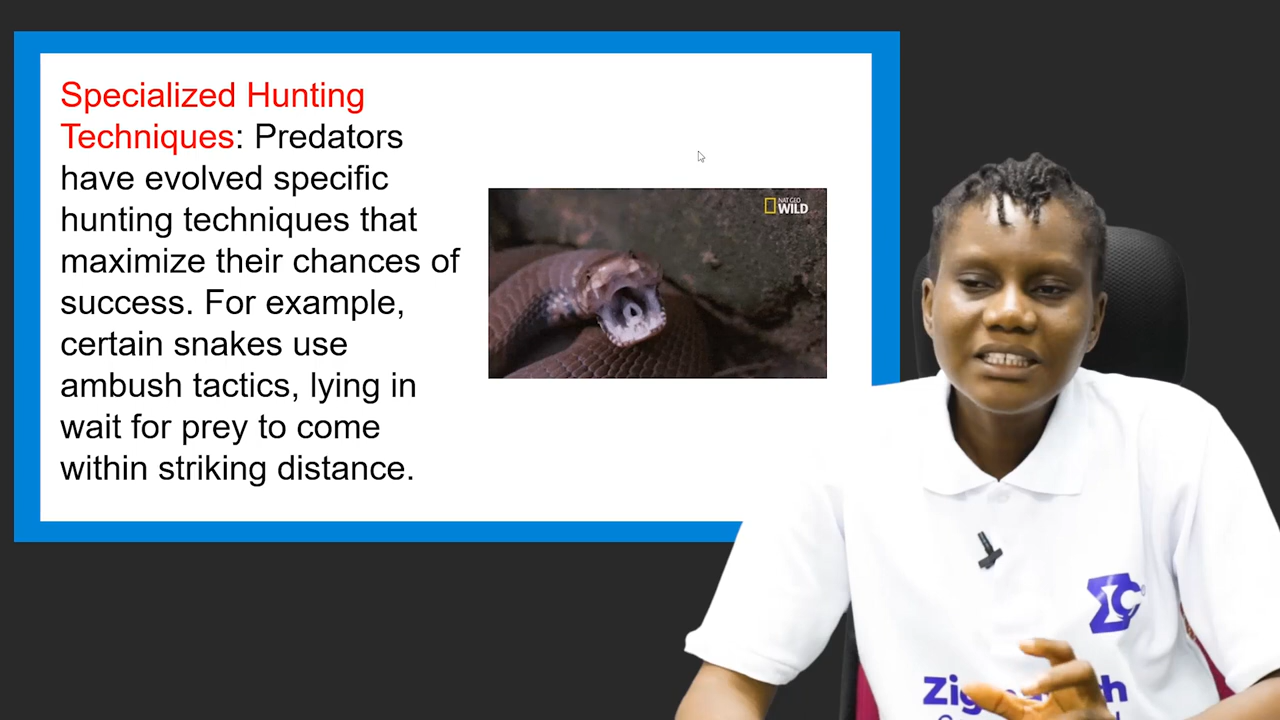 Specialized Hunting
Techniques: Predators
have evolved specific
hunting techniques that
maximize their chances of
success. For example,
certain snakes use
ambush tactics, lying in
wait for prey to come
within striking distance.
NAT GEO
WILD